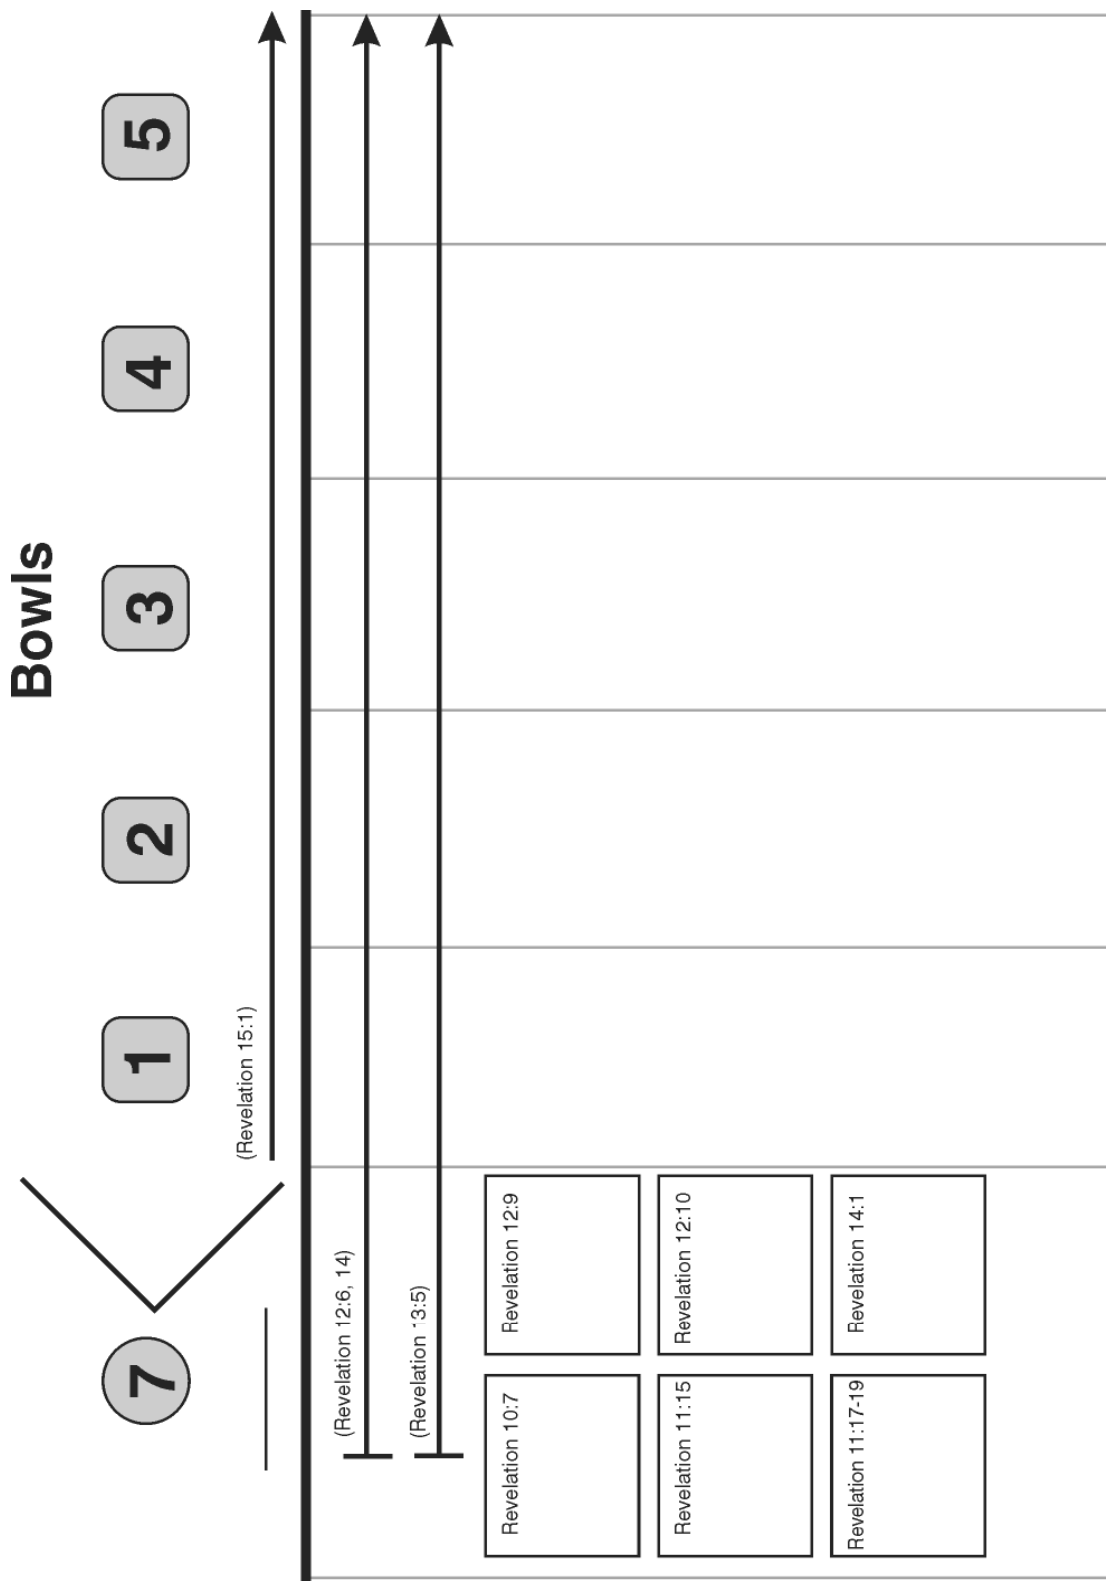 Bowls
7 1 2 3 4 5
(Revelation 15:1)
(Revelation 12:6, 14)
(Revelation 13:5)
Revelation 10:7
Revelation 12:9
Revelation 11:15
Revelation 12:10
Revelation 11:17-19
Revelation 14:1